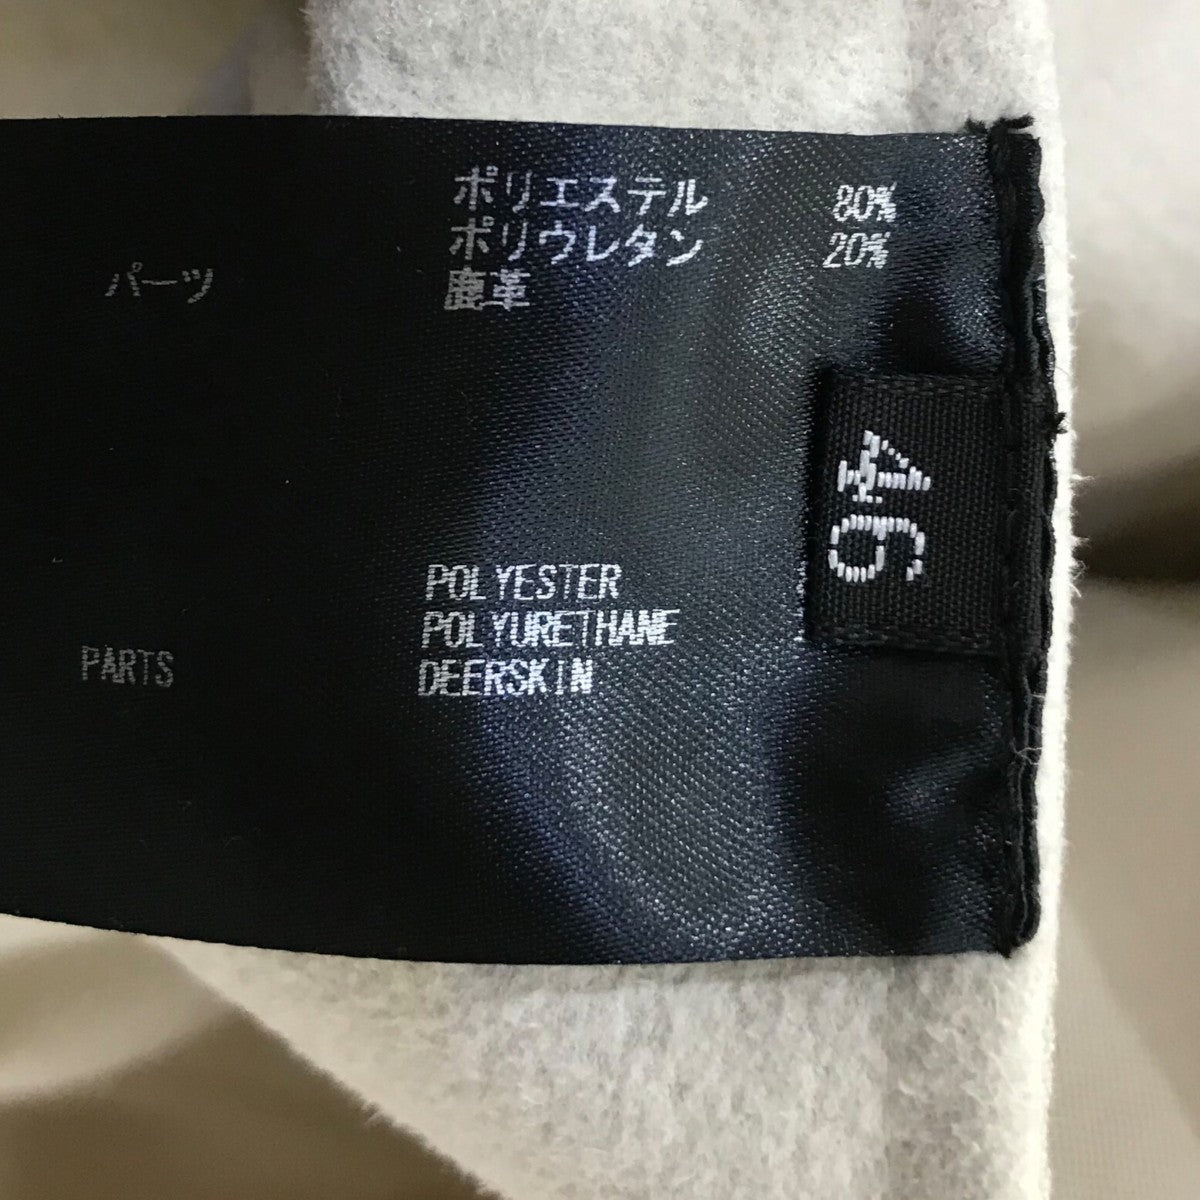 ポリエステル 80%
ポリウレタン 20%
パーツ 鹿革
46
POLYESTER
POLYURETHANE
PARTS DEERSKIN